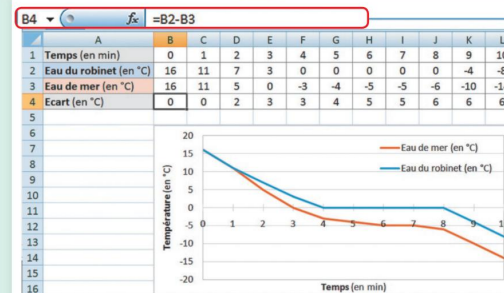 B4 fx =B2-B3
A B C D E F G H I J K L
1 Temps (en min) 0 1 2 3 4 5 6 7 8 9 10
2 Eau du robinet (en °C) 16 11 7 3 0 0 0 0 0 -4 -8
3 Eau de mer (en °C) 16 11 5 0 -3 -4 -5 -5 -6 -10 -14
4 Ecart (en °C) 0 0 2 3 3 4 5 5 6 6 6
5
6
7
8
9
10
11
12
13
14
15
16
Température (en °C)
20
15
10
5
0
-5
-10
-15
-20
0 1 2 3 4 5 6 7 8 9
Eau de mer (en °C)
Eau du robinet (en °C)
Temps (en min)